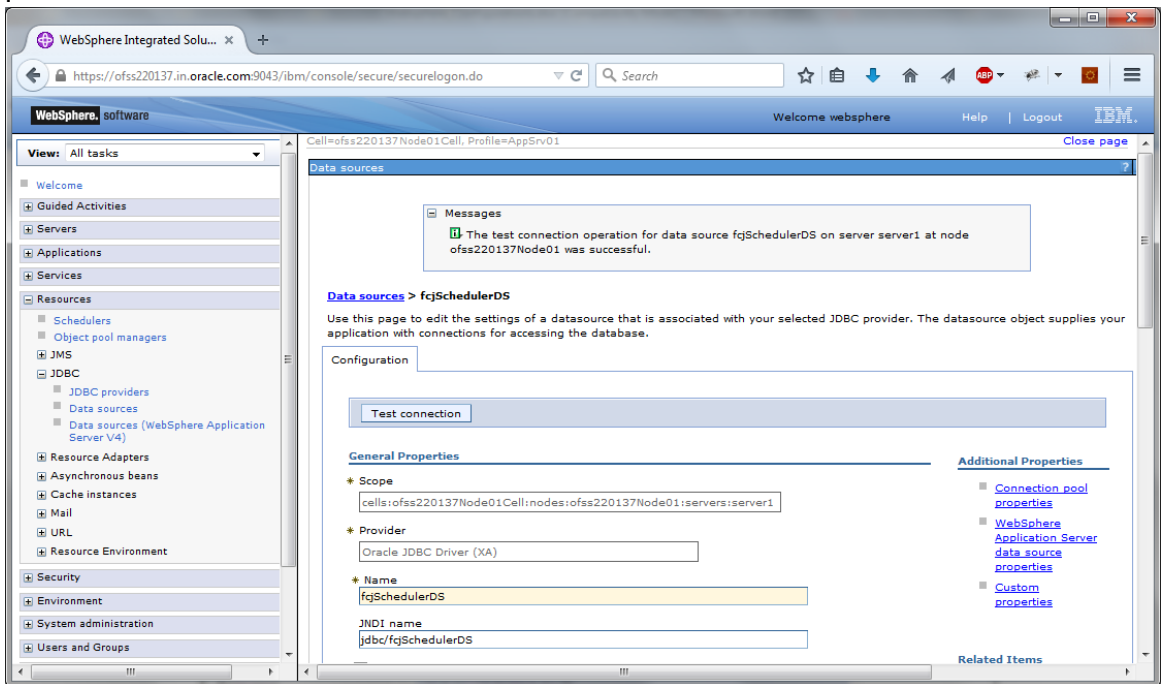 WebSphere Integrated Solu...
https://ofss220137.in.oracle.com:9043/ibm/console/secure/securelogon.do
Search
ABP
WebSphere. software
Welcome websphere
Help | Logout
IBM.
View: All tasks
Welcome
Guided Activities
Servers
Applications
Services
Resources
Schedulers
Object pool managers
JMS
JDBC
JDBC providers
Data sources
Data sources (WebSphere Application
Server V4)
Resource Adapters
Asynchronous beans
Cache instances
Mail
URL
Resource Environment
Security
Environment
System administration
Users and Groups
Cell=ofss220137Node01Cell, Profile=AppSrv01
Close page
Data sources
?
Messages
The test connection operation for data source fcjSchedulerDS on server server1 at node
ofss220137Node01 was successful.
Data sources > fcjSchedulerDS
Use this page to edit the settings of a datasource that is associated with your selected JDBC provider. The datasource object supplies your
application with connections for accessing the database.
Configuration
Test connection
General Properties
* Scope
cells:ofss220137Node01Cell:nodes:ofss220137Node01:servers:server1
* Provider
Oracle JDBC Driver (XA)
* Name
fcjSchedulerDS
JNDI name
jdbc/fcjSchedulerDS
Additional Properties
Connection pool
properties
WebSphere
Application Server
data source
properties
Custom
properties
Related Items